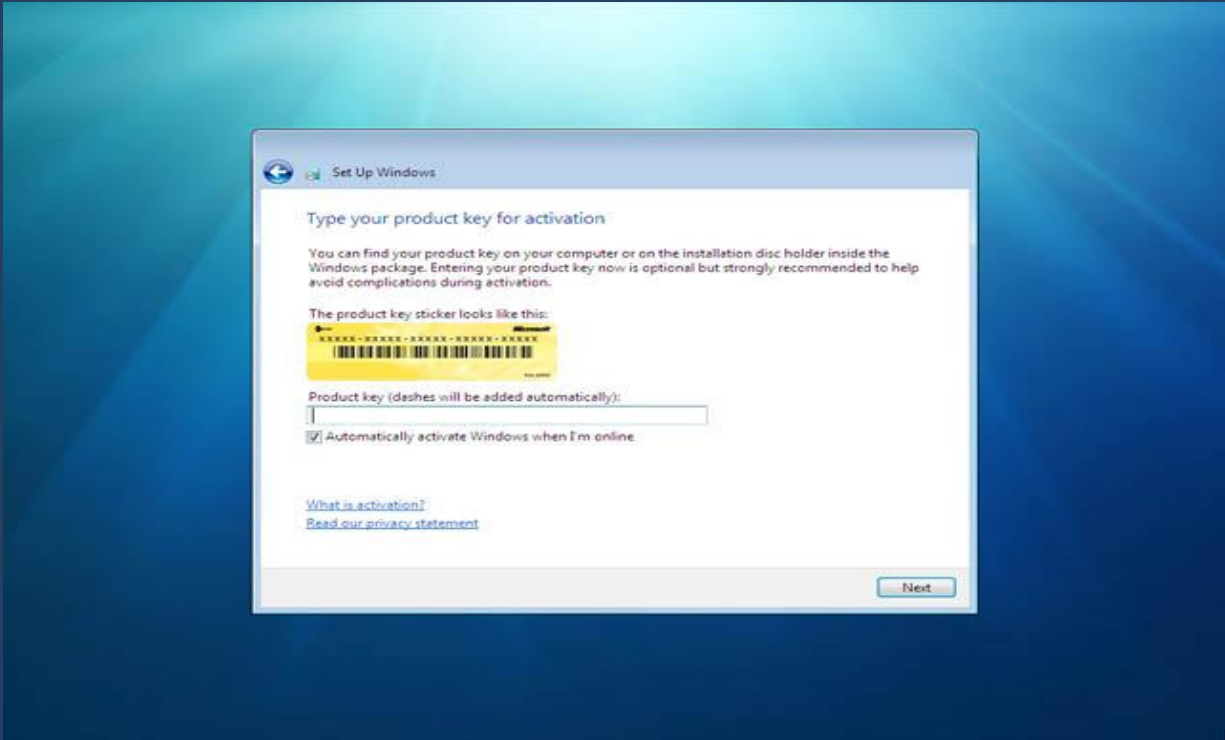 Set Up Windows
Type your product key for activation
You can find your product key on your computer or on the installation disc holder inside the
Windows package. Entering your product key now is optional but strongly recommended to help
avoid complications during activation.
The product key sticker looks like this:
Microsoft
XXXXX-XXXXX-XXXXX-XXXXX-XXXXX
Product key (dashes will be added automatically):
Automatically activate Windows when I'm online
What is activation?
Read our privacy statement
Next